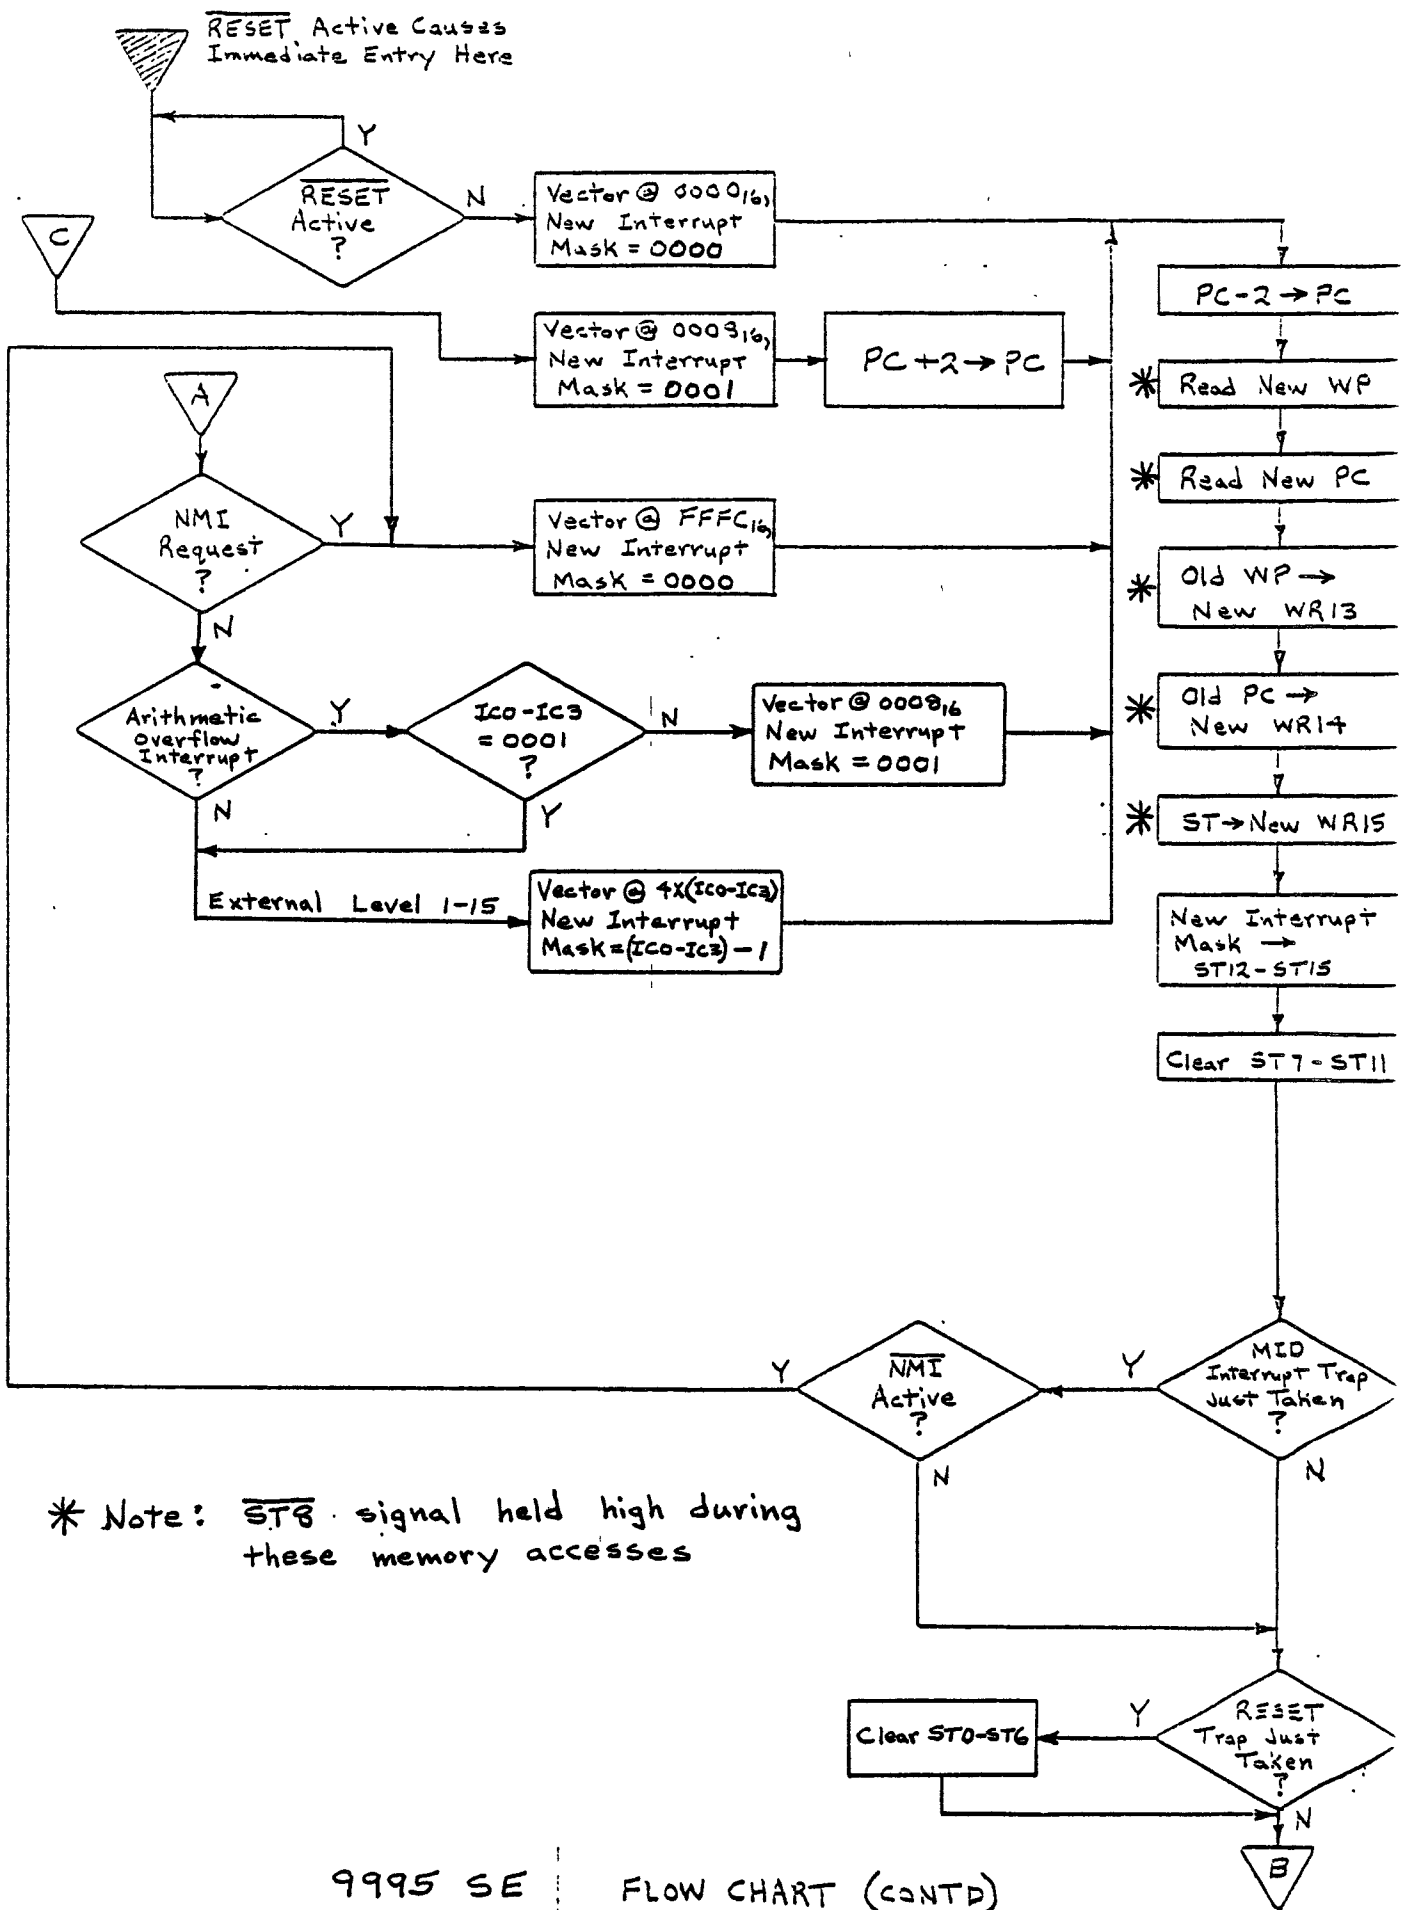 RESET Active Causes
Immediate Entry Here
Y
RESET
Active
?
N
Vector @ 0000₁₆,
New Interrupt
Mask = 0000
C
Vector @ 0008₁₆,
New Interrupt
Mask = 0001
PC+2→PC
PC-2→PC
* Read New WP
* Read New PC
* Old WP→
New WR13
* Old PC→
New WR14
* ST→New WR15
New Interrupt
Mask →
ST12-ST15
Clear ST7-ST11
A
NMI
Request
?
Y
N
Vector @ FFFC₁₆,
New Interrupt
Mask = 0000
Arithmetic
Overflow
Interrupt
?
Y
N
IC0-IC3
= 0001
?
N
Y
Vector @ 0008₁₆
New Interrupt
Mask = 0001
External Level 1-15
Vector @ 4X(IC0-IC3)
New Interrupt
Mask=(IC0-IC3)-1
MID
Interrupt Trap
Just Taken
?
Y
N
NMI
Active
?
Y
N
* Note: ST8 signal held high during
these memory accesses
RESET
Trap Just
Taken
?
Y
N
Clear ST0-ST6
B
9995 SE FLOW CHART (CONTD)